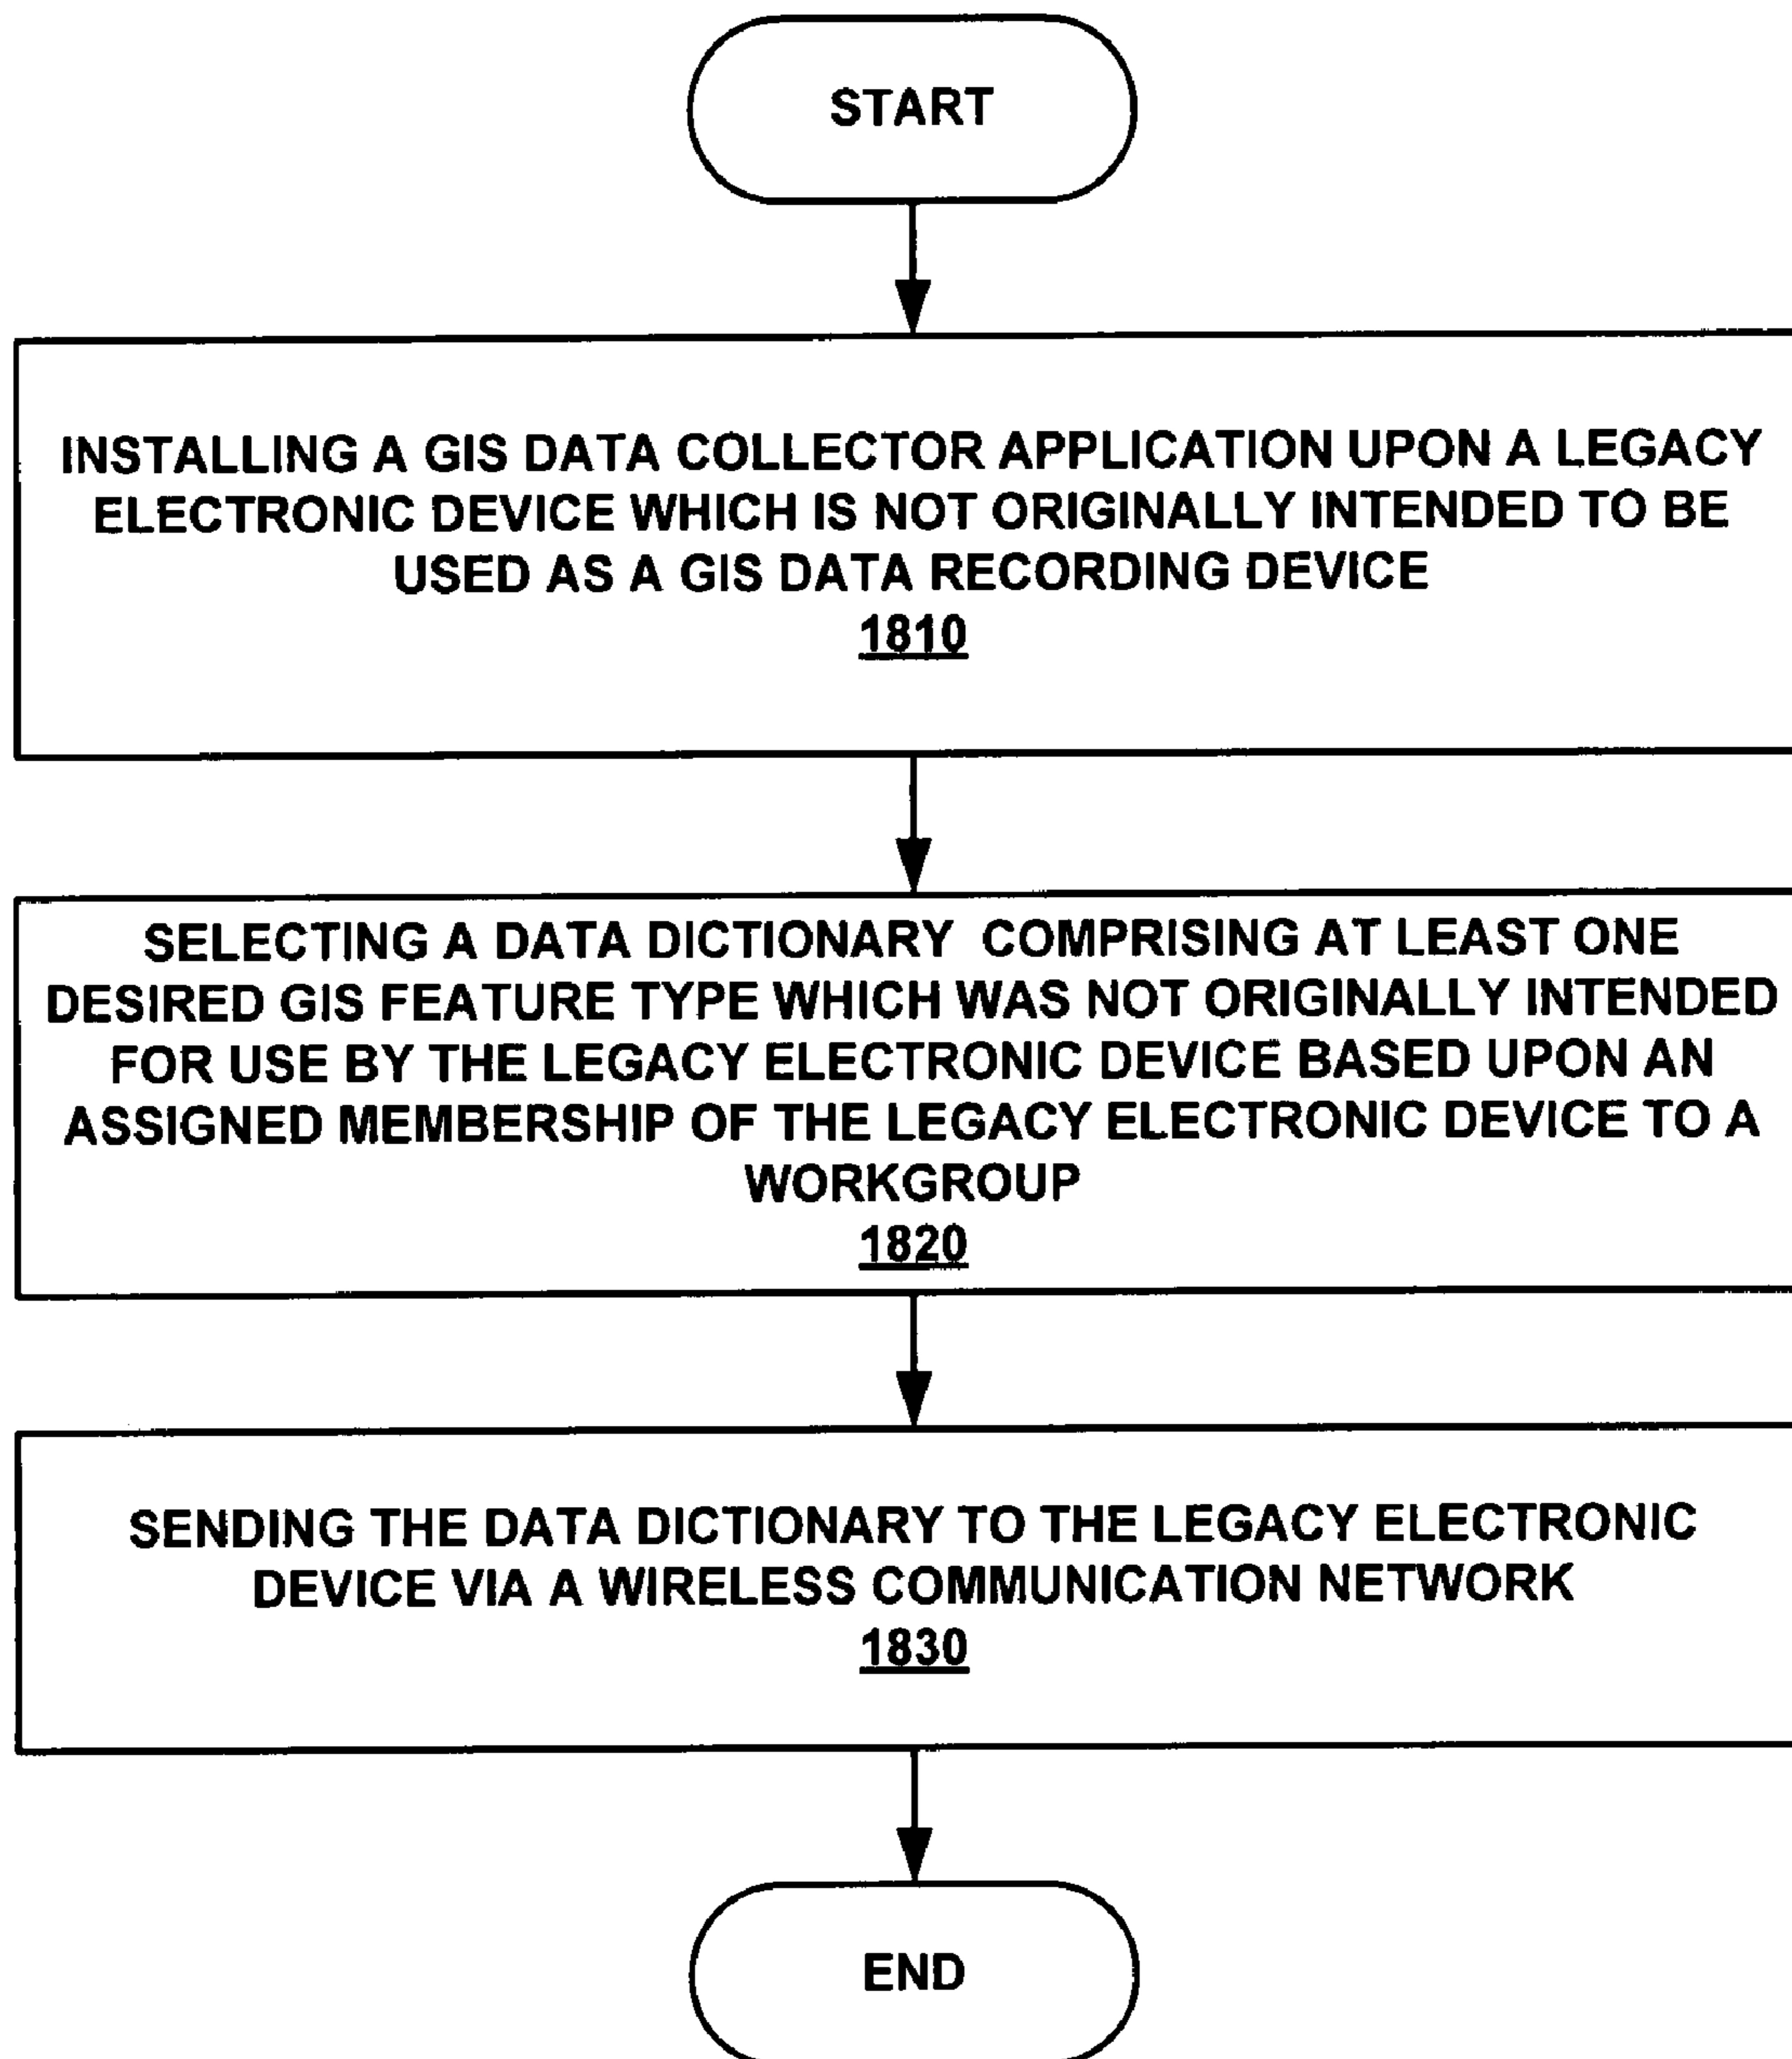 START
INSTALLING A GIS DATA COLLECTOR APPLICATION UPON A LEGACY
ELECTRONIC DEVICE WHICH IS NOT ORIGINALLY INTENDED TO BE
USED AS A GIS DATA RECORDING DEVICE
1810
SELECTING A DATA DICTIONARY COMPRISING AT LEAST ONE
DESIRED GIS FEATURE TYPE WHICH WAS NOT ORIGINALLY INTENDED
FOR USE BY THE LEGACY ELECTRONIC DEVICE BASED UPON AN
ASSIGNED MEMBERSHIP OF THE LEGACY ELECTRONIC DEVICE TO A
WORKGROUP
1820
SENDING THE DATA DICTIONARY TO THE LEGACY ELECTRONIC
DEVICE VIA A WIRELESS COMMUNICATION NETWORK
1830
END